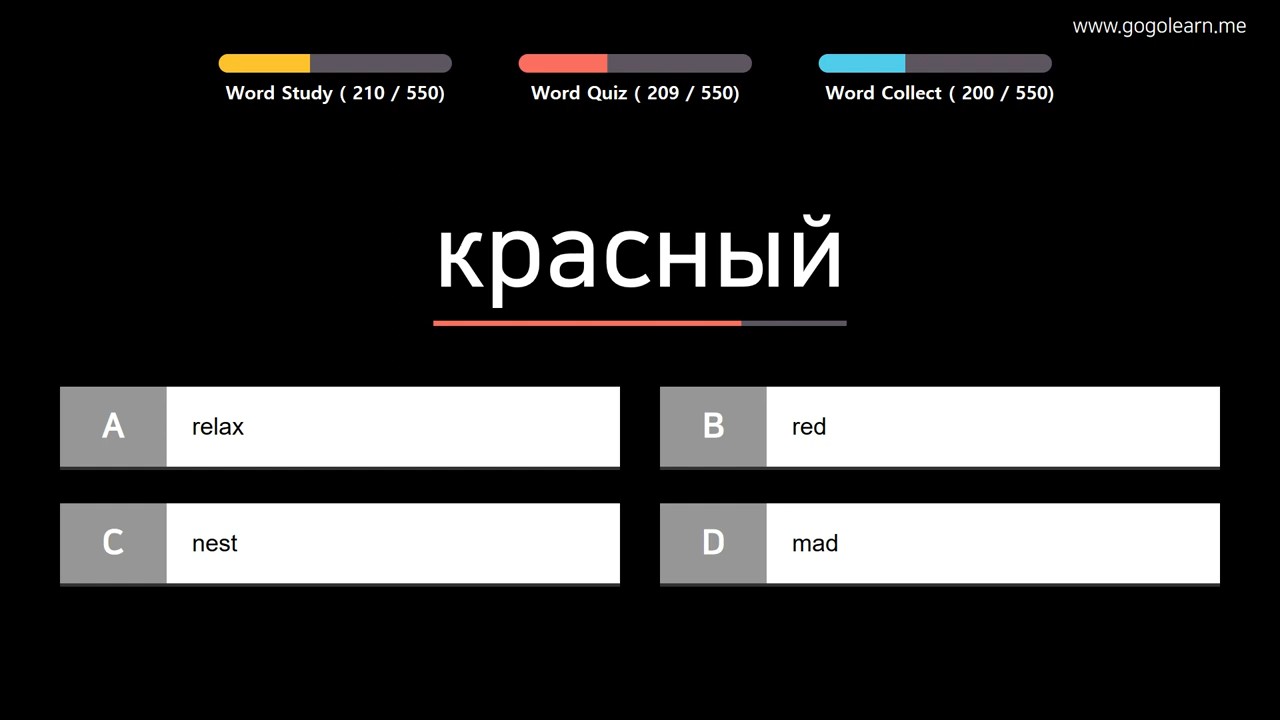 www.gogolearn.me
Word Study ( 210 / 550)
Word Quiz ( 209 / 550)
Word Collect ( 200 / 550)
красный
A relax
B red
C nest
D mad